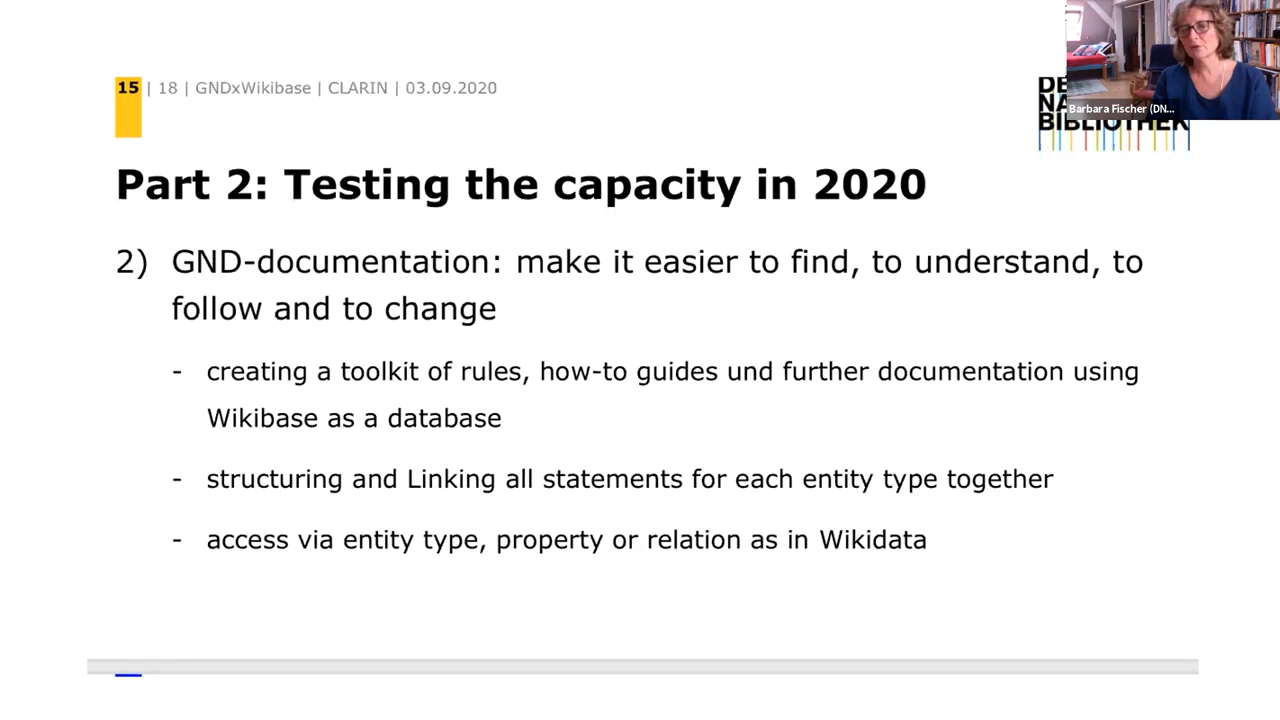 15 | 18 | GNDxWikibase | CLARIN | 03.09.2020
Barbara Fischer (DN...
BIBLIOTHEK
Part 2: Testing the capacity in 2020
2) GND-documentation: make it easier to find, to understand, to
follow and to change
- creating a toolkit of rules, how-to guides und further documentation using
Wikibase as a database
- structuring and Linking all statements for each entity type together
- access via entity type, property or relation as in Wikidata